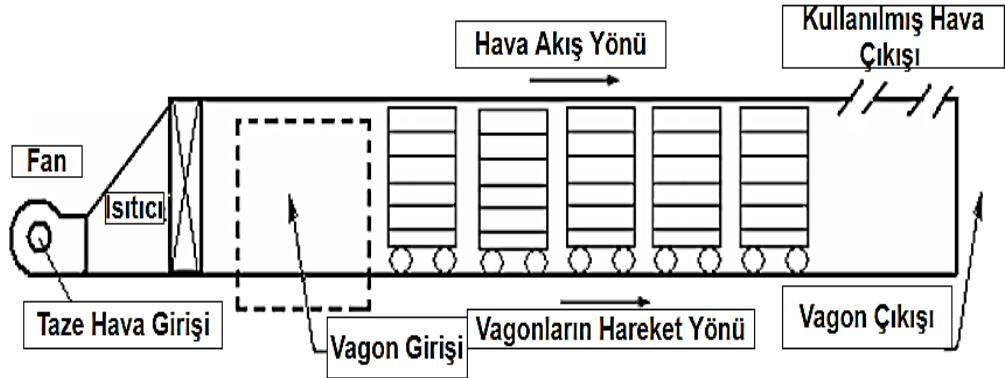 Hava Akış Yönü
Kullanılmış Hava
Çıkışı
Fan
Isıtıcı
Taze Hava Girişi
Vagon Girişi
Vagonların Hareket Yönü
Vagon Çıkışı